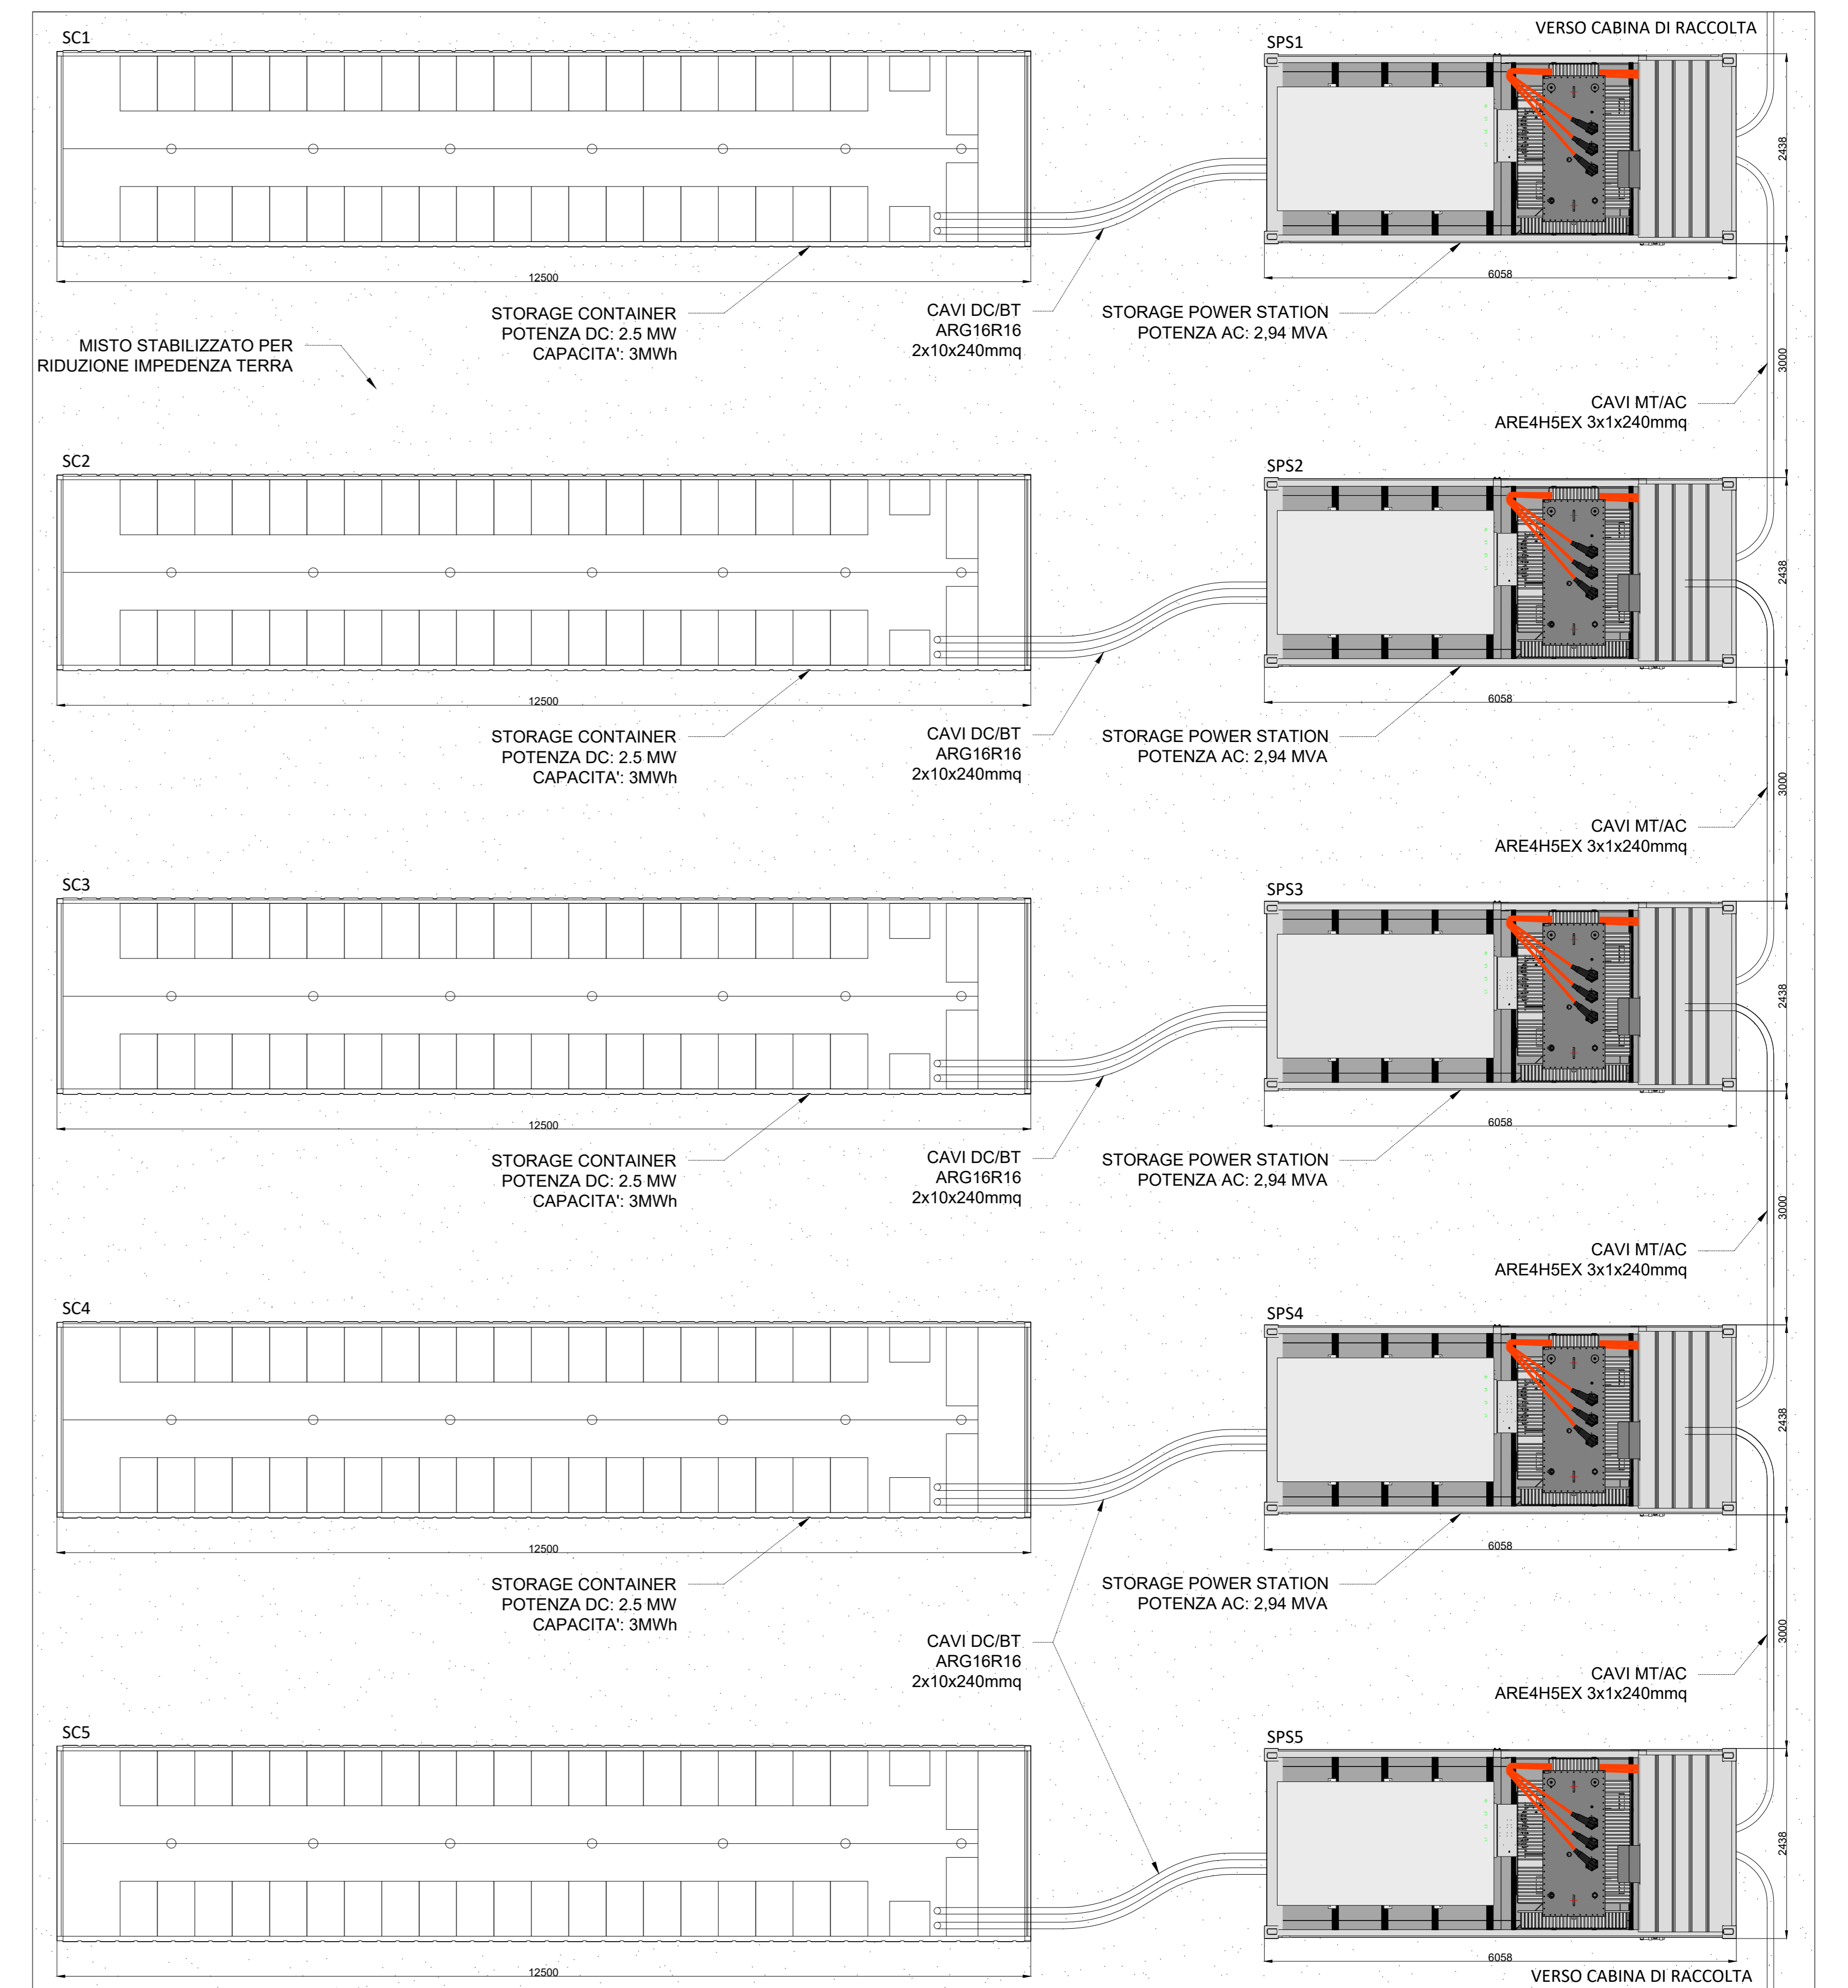 VERSO CABINA DI RACCOLTA
SC1
SPS1
2438
12500
6058
STORAGE CONTAINER
POTENZA DC: 2.5 MW
CAPACITA': 3MWh
CAVI DC/BT
ARG16R16
2x10x240mmq
STORAGE POWER STATION
POTENZA AC: 2,94 MVA
MISTO STABILIZZATO PER
RIDUZIONE IMPEDENZA TERRA
3000
CAVI MT/AC
ARE4H5EX 3x1x240mmq
SC2
SPS2
2438
12500
6058
STORAGE CONTAINER
POTENZA DC: 2.5 MW
CAPACITA': 3MWh
CAVI DC/BT
ARG16R16
2x10x240mmq
STORAGE POWER STATION
POTENZA AC: 2,94 MVA
3000
CAVI MT/AC
ARE4H5EX 3x1x240mmq
SC3
SPS3
2438
12500
6058
STORAGE CONTAINER
POTENZA DC: 2.5 MW
CAPACITA': 3MWh
CAVI DC/BT
ARG16R16
2x10x240mmq
STORAGE POWER STATION
POTENZA AC: 2,94 MVA
3000
CAVI MT/AC
ARE4H5EX 3x1x240mmq
SC4
SPS4
2438
12500
6058
STORAGE CONTAINER
POTENZA DC: 2.5 MW
CAPACITA': 3MWh
STORAGE POWER STATION
POTENZA AC: 2,94 MVA
CAVI DC/BT
ARG16R16
2x10x240mmq
3000
CAVI MT/AC
ARE4H5EX 3x1x240mmq
SC5
SPS5
2438
12500
6058
VERSO CABINA DI RACCOLTA